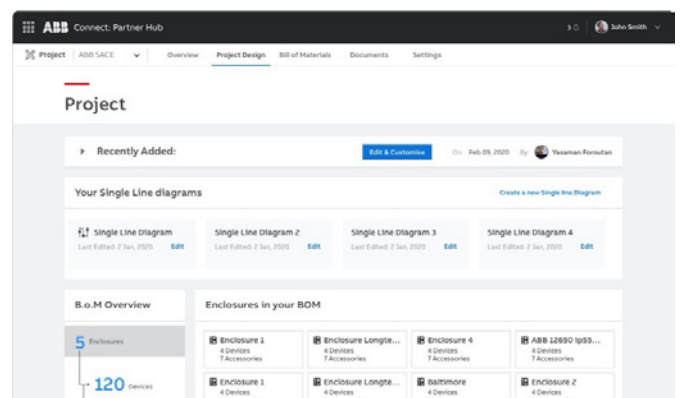 ABB Connect: Partner Hub
John Smith
Project ABB SACE Overview Project Design Bill of Materials Documents Settings
Project
Recently Added: Edit & Customise On Feb 09, 2020 By Yasaman Foroutan
Your Single Line diagrams Create a new Single line Diagram
Single Line Diagram Single Line Diagram 2 Single Line Diagram 3 Single Line Diagram 4
Last Edited: 2 Jan, 2020 Edit Last Edited: 2 Jan, 2020 Edit Last Edited: 2 Jan, 2020 Edit Last Edited: 2 Jan, 2020 Edit
B.o.M Overview Enclosures in your BOM
5 Enclosures Enclosure 1 Enclosure Longte... Enclosure 4 ABB 12650 Ip55...
4 Devices 4 Devices 4 Devices 4 Devices
7 Accessories 7 Accessories 7 Accessories 7 Accessories
120 Devices Enclosure 1 Enclosure Longte... Baltimore Enclosure 2
4 Devices 4 Devices 4 Devices 4 Devices